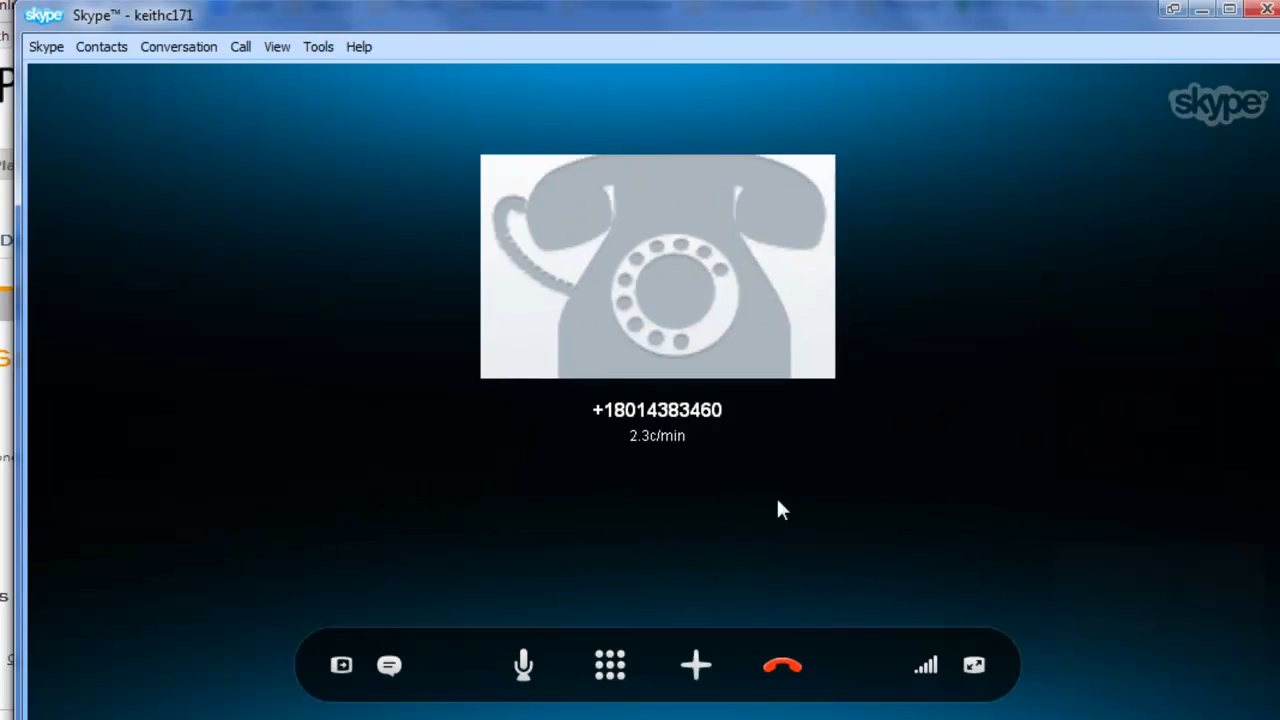 Skype™ - keithc171
Skype Contacts Conversation Call View Tools Help
skype
+18014383460
2.3c/min